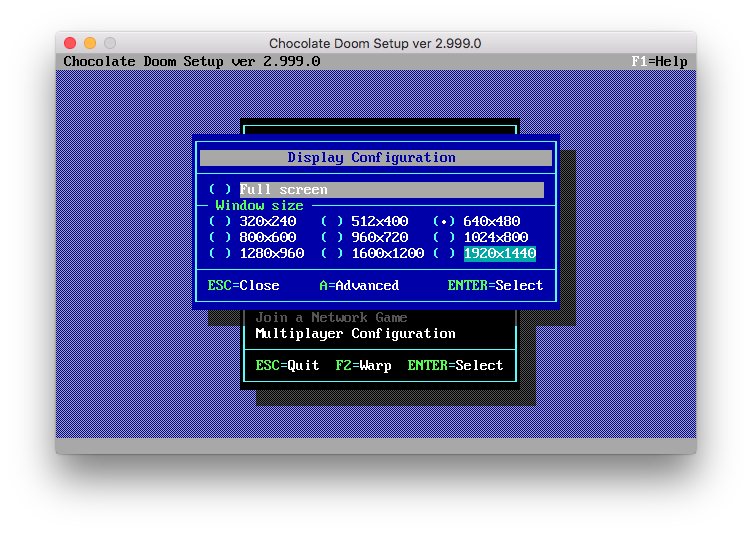 Chocolate Doom Setup ver 2.999.0
Chocolate Doom Setup ver 2.999.0 F1=Help
Display Configuration
( ) Full screen
Window size
( ) 320x240 ( ) 512x400 (•) 640x480
( ) 800x600 ( ) 960x720 ( ) 1024x800
( ) 1280x960 ( ) 1600x1200 ( ) 1920x1440
ESC=Close A=Advanced ENTER=Select
Join a Network Game
Multiplayer Configuration
ESC=Quit F2=Warp ENTER=Select